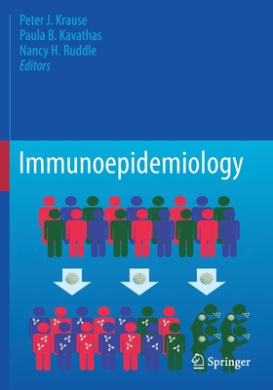 Peter J. Krause
Paula B. Kavathas
Nancy H. Ruddle
Editors
Immunoepidemiology
Springer